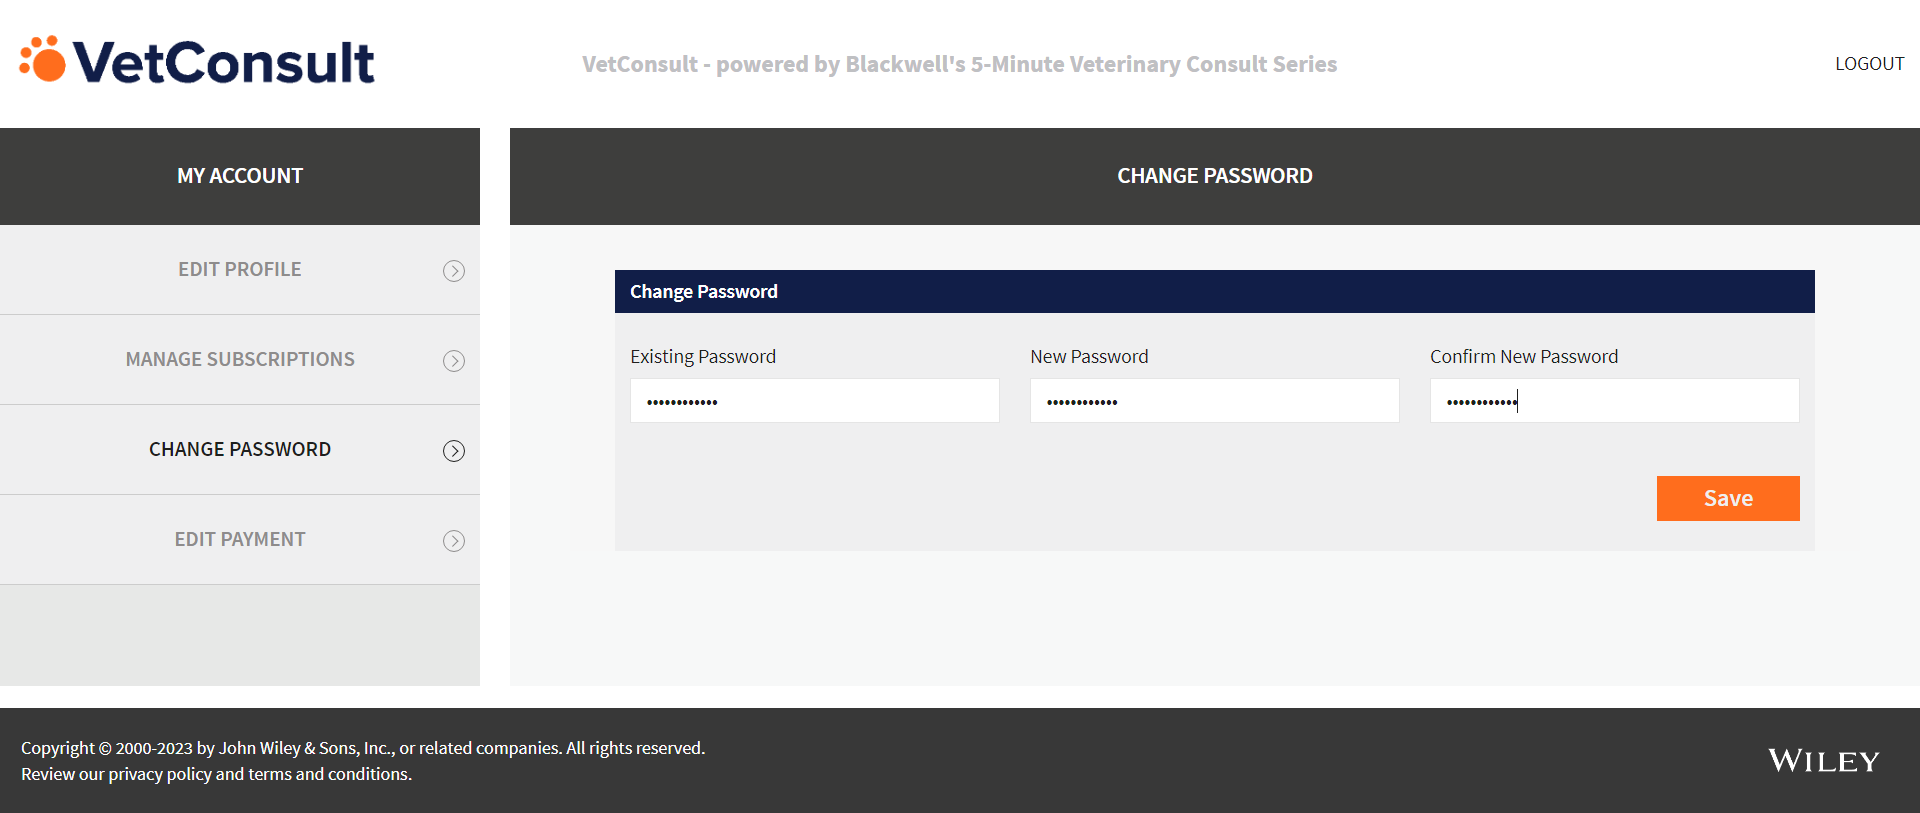 VetConsult
VetConsult - powered by Blackwell's 5-Minute Veterinary Consult Series
LOGOUT
MY ACCOUNT
EDIT PROFILE
MANAGE SUBSCRIPTIONS
CHANGE PASSWORD
EDIT PAYMENT
CHANGE PASSWORD
Change Password
Existing Password
New Password
Confirm New Password
••••••••••••
••••••••••••
••••••••••••
Save
Copyright © 2000-2023 by John Wiley & Sons, Inc., or related companies. All rights reserved.
Review our privacy policy and terms and conditions.
WILEY